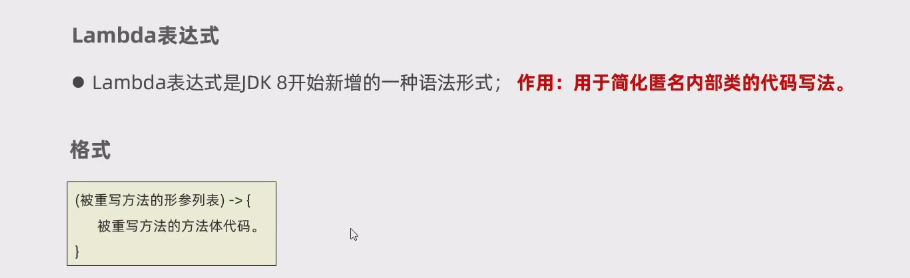 Lambda表达式
● Lambda表达式是JDK 8开始新增的一种语法形式；作用：用于简化匿名内部类的代码写法。
格式
(被重写方法的形参列表) -> {
被重写方法的方法体代码。
}